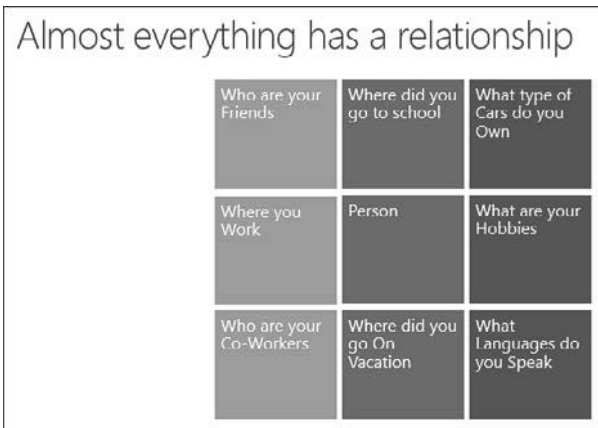 Almost everything has a relationship
Who are your
Friends
Where did you
go to school
What type of
Cars do you
Own
Where you
Work
Person
What are your
Hobbies
Who are your
Co-Workers
Where did you
go On
Vacation
What
Languages do
you Speak